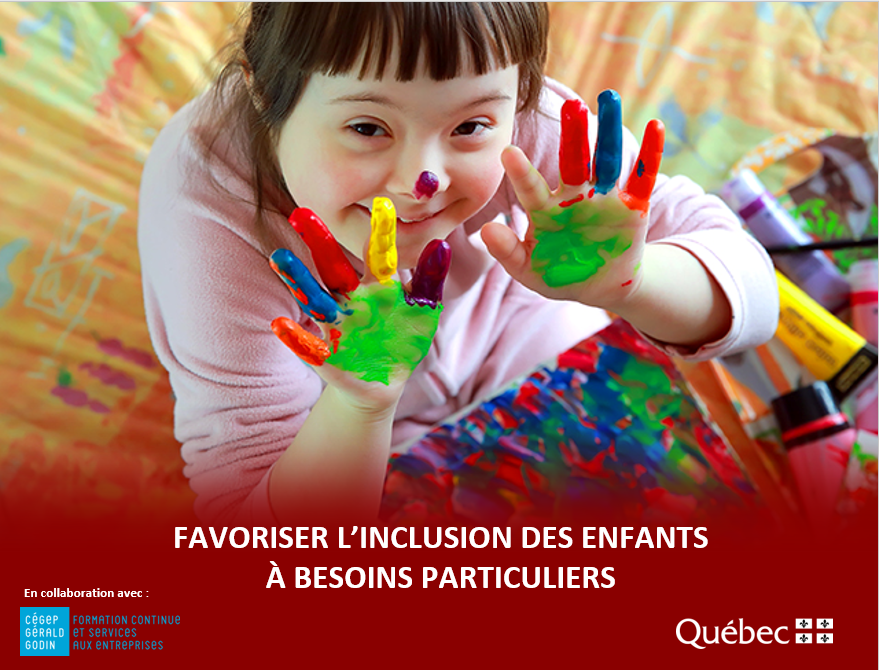 FAVORISER L'INCLUSION DES ENFANTS
À BESOINS PARTICULIERS
En collaboration avec :
CÉGEP
GÉRALD
GODIN
FORMATION CONTINUE
ET SERVICES
AUX ENTREPRISES
Québec